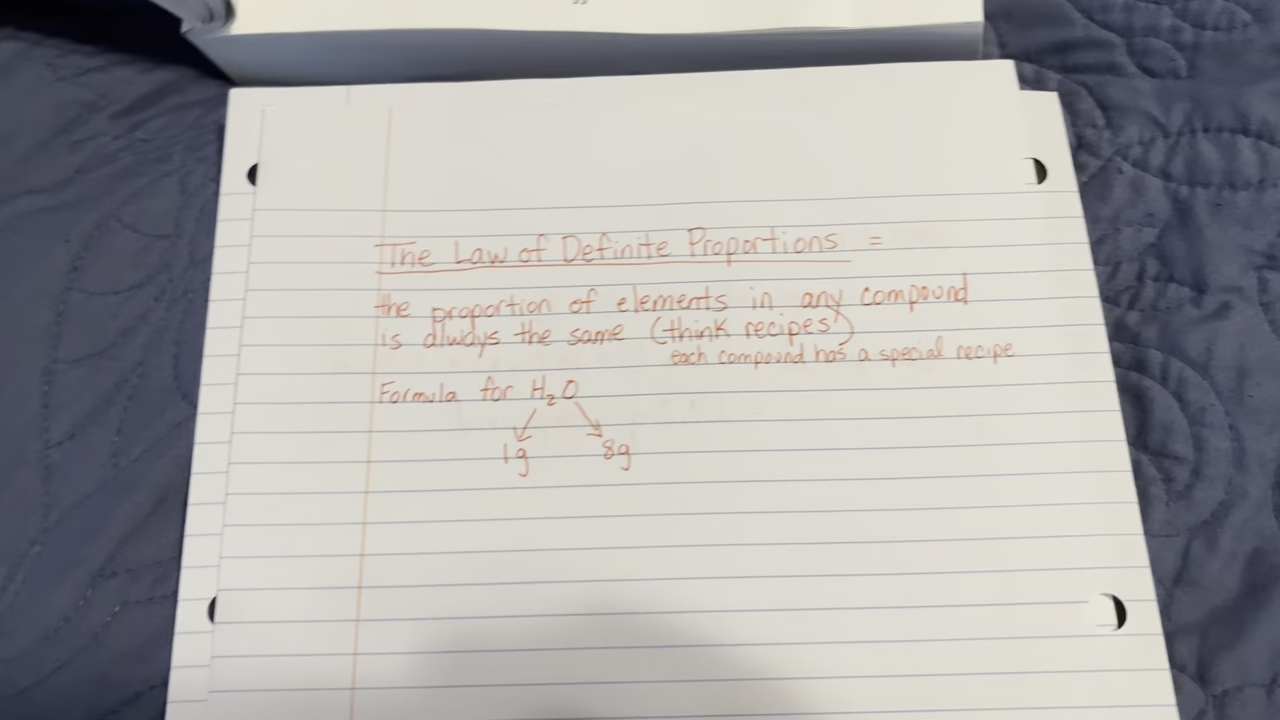 The Law of Definite Proportions =
the proportion of elements in any compound
is always the same (think recipes)
each compound has a special recipe
Formula for H₂O
1g 8g